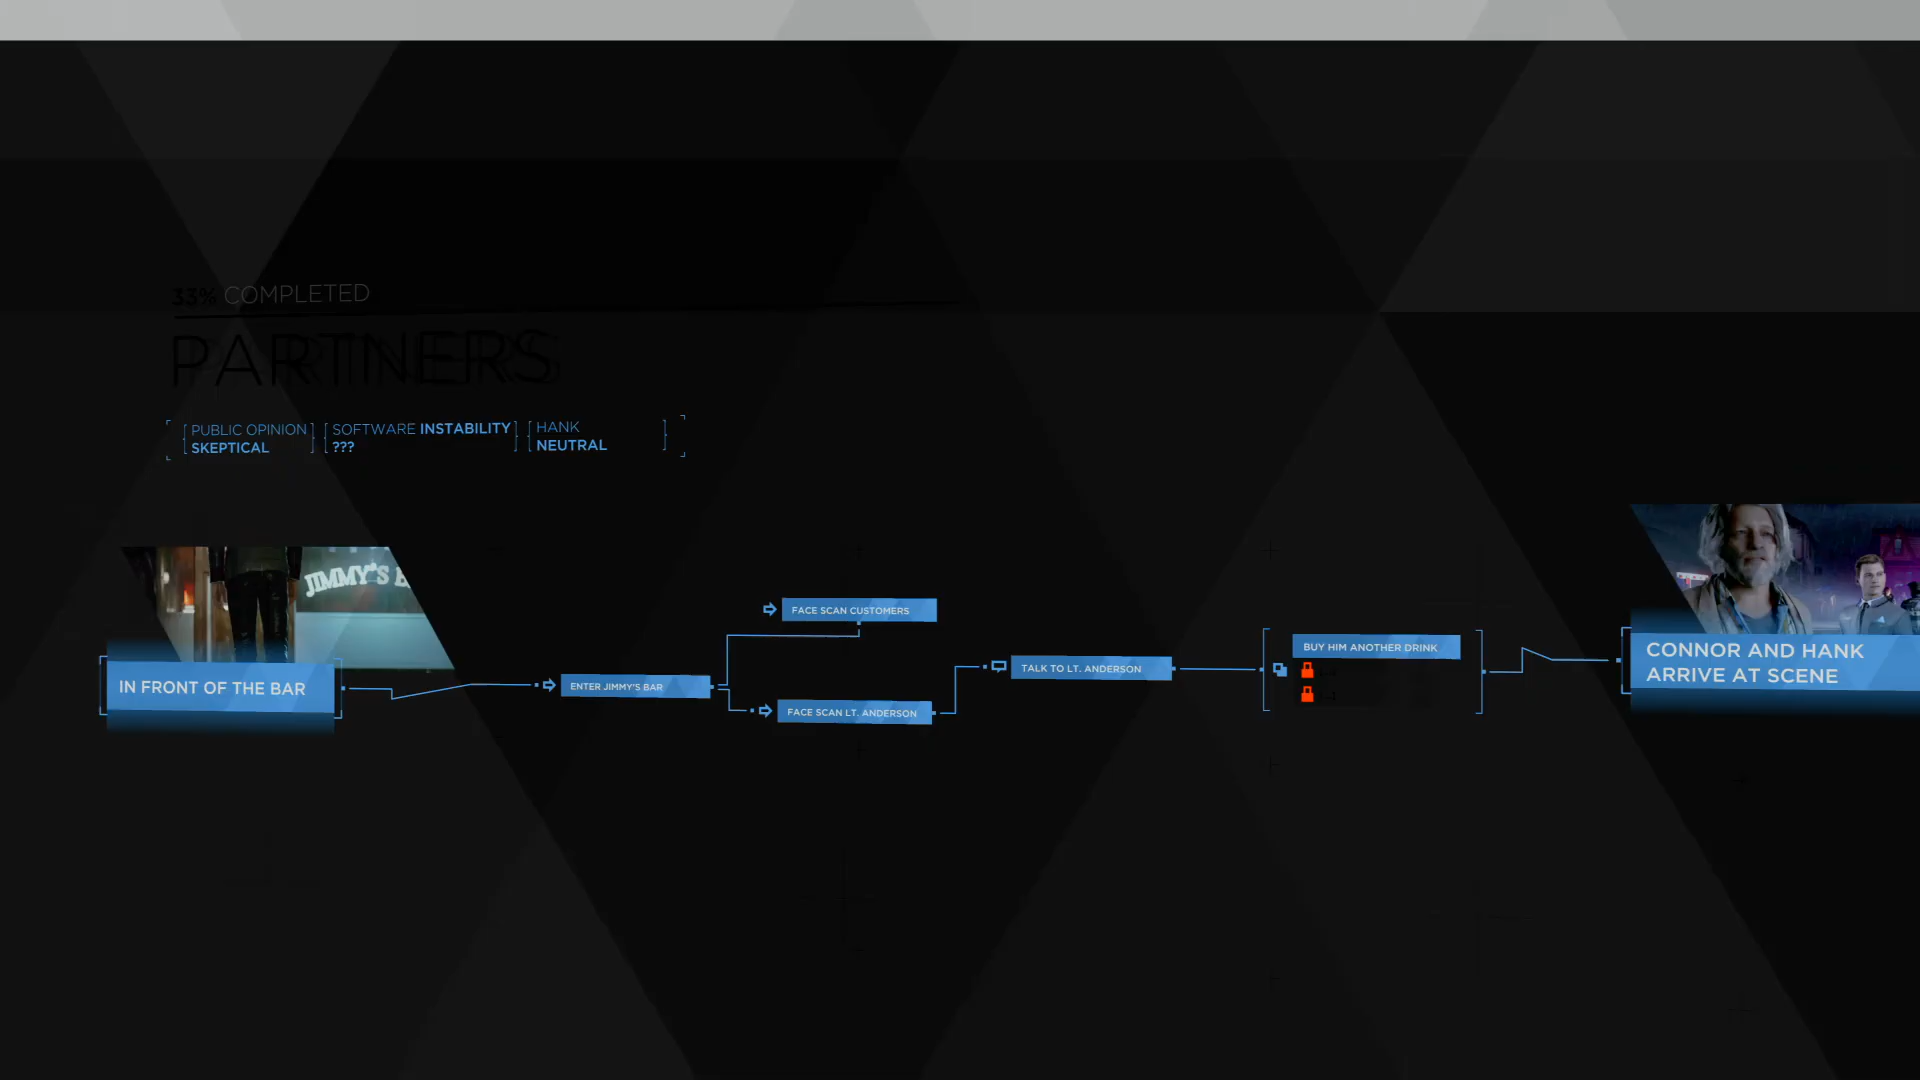 33% COMPLETED
PARTNERS
PUBLIC OPINION
SKEPTICAL
SOFTWARE INSTABILITY
???
HANK
NEUTRAL
JIMMY'S B
IN FRONT OF THE BAR
ENTER JIMMY'S BAR
FACE SCAN CUSTOMERS
FACE SCAN LT. ANDERSON
TALK TO LT. ANDERSON
BUY HIM ANOTHER DRINK
CONNOR AND HANK
ARRIVE AT SCENE